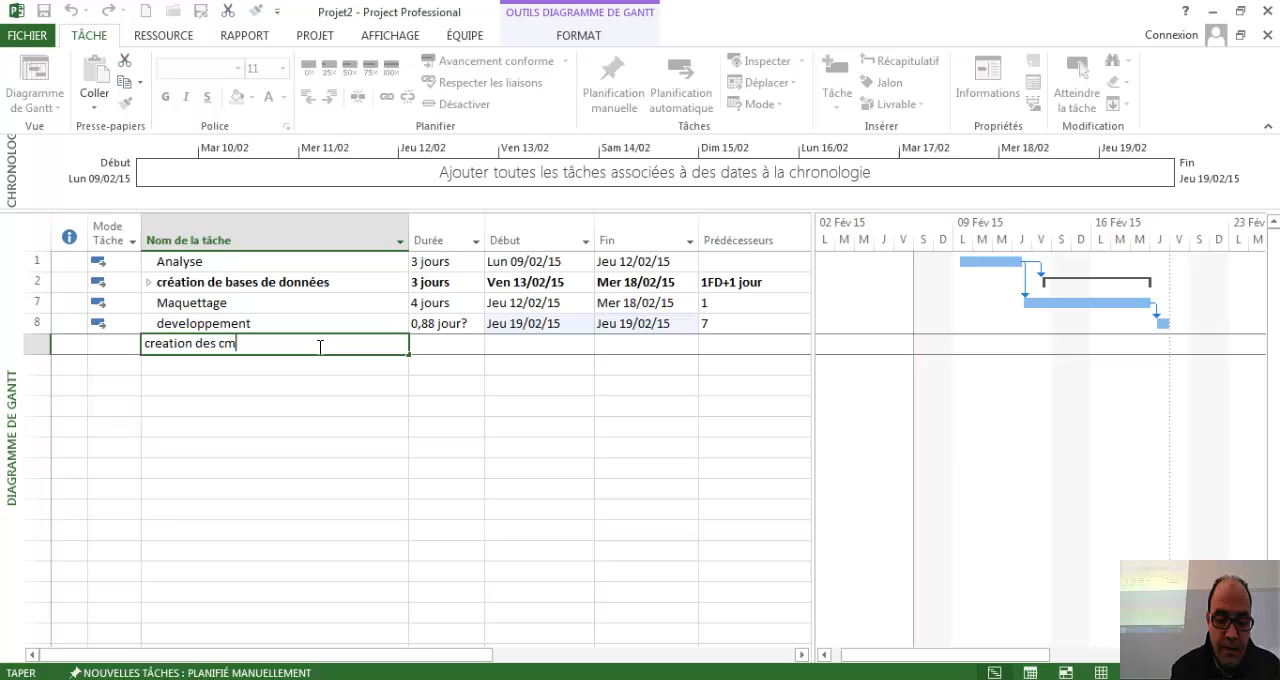 Projet2 - Project Professional
OUTILS DIAGRAMME DE GANTT
?
FICHIER TÂCHE RESSOURCE RAPPORT PROJET AFFICHAGE ÉQUIPE FORMAT Connexion
Diagramme de Gantt
Vue
Coller
Presse-papiers
11
G I S A
Police
0% 25% 50% 75% 100%
Avancement conforme
Respecter les liaisons
Désactiver
Planifier
Planification manuelle
Planification automatique
Inspecter
Déplacer
Mode
Tâches
Tâche
Récapitulatif
Jalon
Livrable
Insérer
Informations
Propriétés
Atteindre la tâche
Modification
CHRONOLOG
Mar 10/02 Mer 11/02 Jeu 12/02 Ven 13/02 Sam 14/02 Dim 15/02 Lun 16/02 Mar 17/02 Mer 18/02 Jeu 19/02
Début
Lun 09/02/15
Ajouter toutes les tâches associées à des dates à la chronologie
Fin
Jeu 19/02/15
Mode Tâche Nom de la tâche Durée Début Fin Prédécesseurs
02 Fév 15 09 Fév 15 16 Fév 15 23 Fév
L M M J V S D L M M J V S D L M M J V S D L M
1 Analyse 3 jours Lun 09/02/15 Jeu 12/02/15
2 création de bases de données 3 jours Ven 13/02/15 Mer 18/02/15 1FD+1 jour
7 Maquettage 4 jours Jeu 12/02/15 Mer 18/02/15 1
8 developpement 0,88 jour? Jeu 19/02/15 Jeu 19/02/15 7
creation des cm
DIAGRAMME DE GANTT
TAPER NOUVELLES TÂCHES : PLANIFIÉ MANUELLEMENT